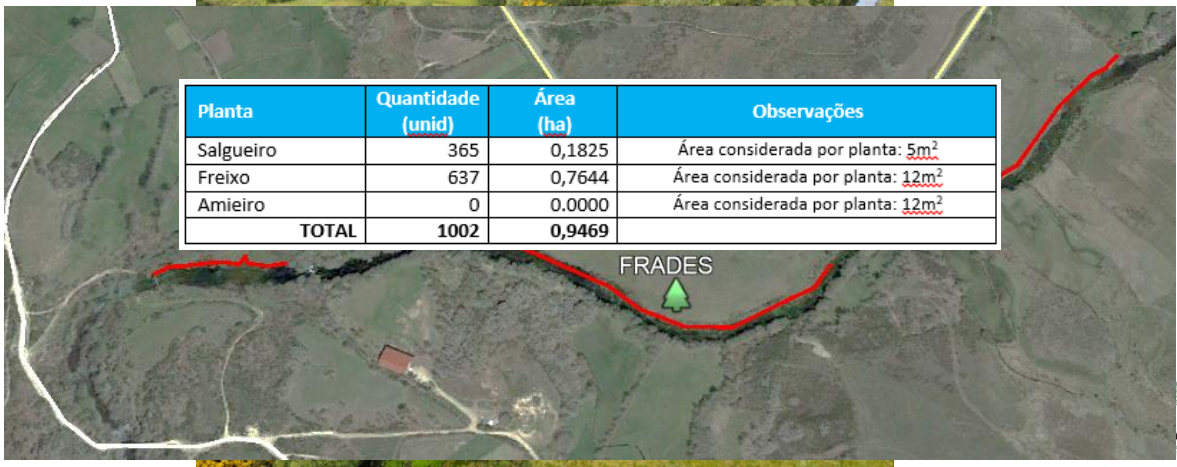 Planta Quantidade (unid) Área (ha) Observações
Salgueiro 365 0,1825 Área considerada por planta: 5m²
Freixo 637 0,7644 Área considerada por planta: 12m²
Amieiro 0 0.0000 Área considerada por planta: 12m²
TOTAL 1002 0,9469
FRADES